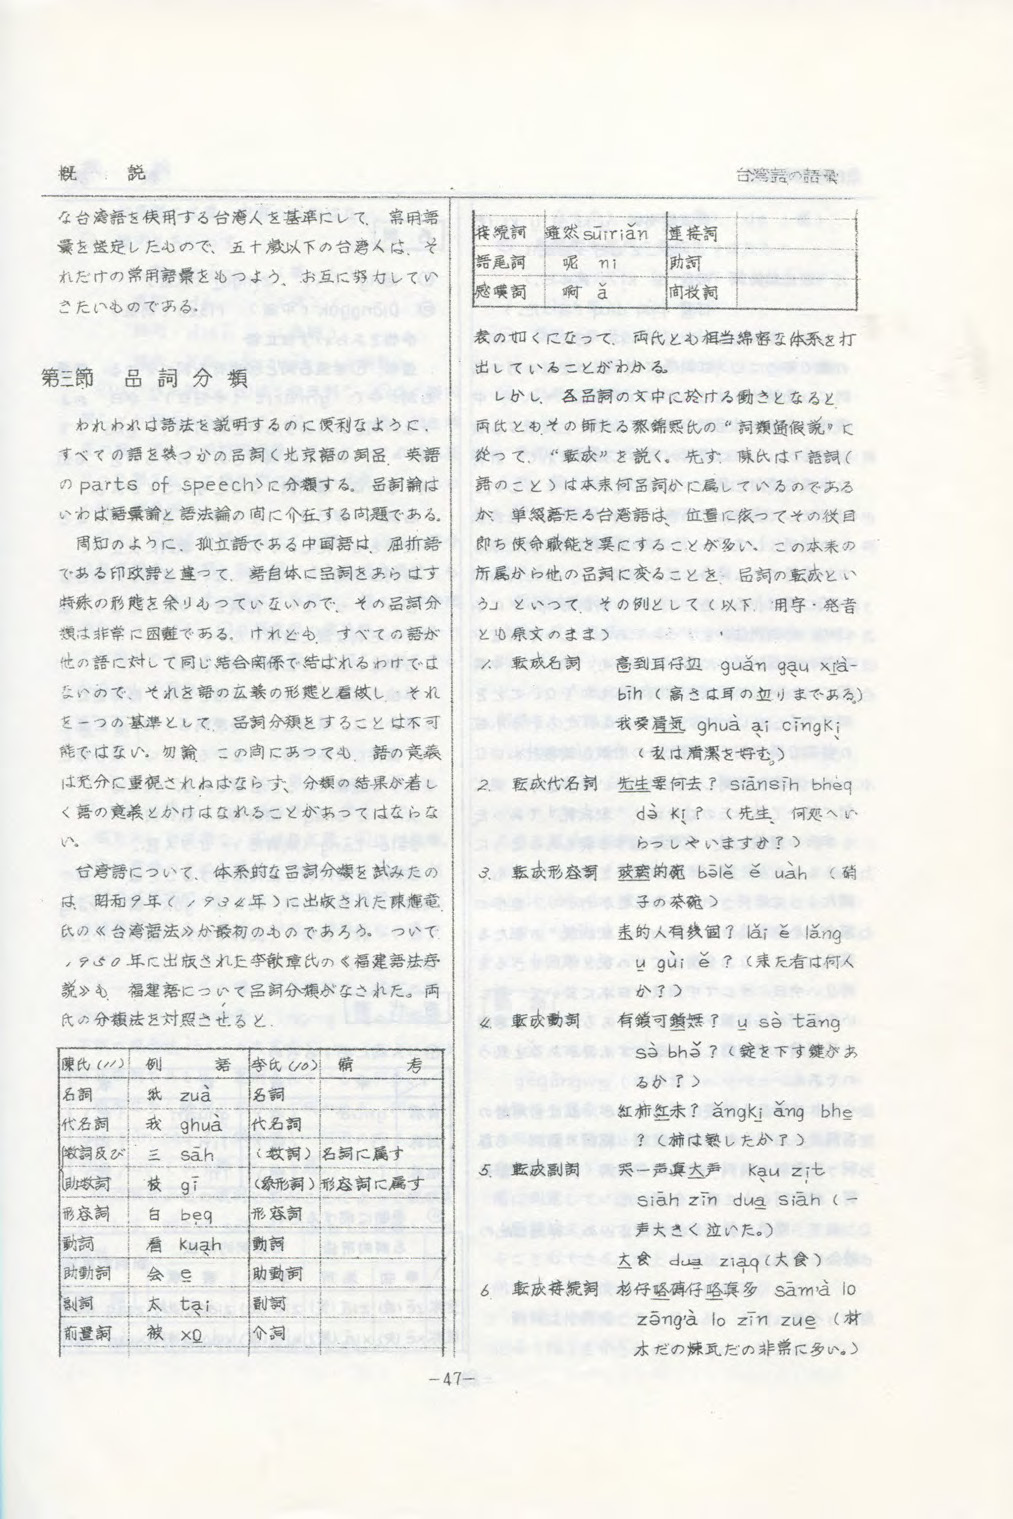 概　説
台湾語の語彙
な台湾語を使用する台湾人を基準にして、常用語
彙を選定したもので、五十歳以下の台湾人は、そ
れだけの常用語彙をもつよう、お互に努力してい
きたいものである。
第三節　品詞分類
われわれは語法を説明するのに便利なように、
すべての語を幾つかの品詞〈北京語の詞品、英語
の parts of speech〉に分類する。品詞論は
いわば語彙論と語法論の間に介在する問題である。
周知のように、孤立語である中国語は、屈折語
である印欧語と違つて、語自体に品詞をあらはす
特殊の形態を余りもつていないので、その品詞分
類は非常に困難である。けれども、すべての語が
他の語に対して同じ結合関係で結ばれるわけでは
ないので、それを語の広義の形態と看做し、それ
を一つの基準として、品詞分類をすることは不可
能ではない。勿論、この間にあつても、語の意義
は充分に重視されねばならず、分類の結果が著し
く語の意義とかけはなれることがあつてはならな
い。
台湾語について、体系的な品詞分類を試みたの
は、昭和9年(1934年)に出版された陳輝竜
氏の《台湾語法》が最初のものであろう。ついで
1950年に出版された李献璋氏の《福建語法序
説》も、福建語について品詞分類がなされた。両
氏の分類法を対照させると、
陳氏(11)　例　語　李氏(10)　備　考
名詞　紙 zuà　名詞
代名詞　我 ghuà　代名詞
数詞及び　三 sāh　(数詞)名詞に属す
助数詞　枝 gī　(象形詞)形容詞に属す
形容詞　白 beq　形容詞
動詞　看 kuah　動詞
助動詞　会 e　助動詞
副詞　太 tai　副詞
前置詞　被 xo　介詞
接続詞　雖然 sūiriǎn　連接詞
語尾詞　呢 ni　助詞
感嘆詞　啊 ǎ　間投詞
表の如くになつて、両氏とも相当綿密な体系を打
出していることがわかる。
しかし、各品詞の文中に於ける働きとなると、
両氏ともその師たる黎錦熙氏の“詞類通仮説”に
従つて、“転成”を説く。先ず、陳氏は「語詞(
語のこと)は本来何品詞かに属しているのである
が、単綴語たる台湾語は、位置に依つてその役目
即ち使命職能を異にすることが多い。この本来の
所属から他の品詞に変ることを、品詞の転成とい
う」といつて、その例として(以下、用字・発音
とも原文のまま)
1. 転成名詞　高到耳仔辺 guǎn gau xià-
bīh(高さは耳の辺りまである)
我愛清気 ghuà ài cīngKì
(私は清潔を好む)
2. 転成代名詞　先生要何去？ siānsīh bhèq
dà Kì？　(先生、何処へい
らつしやいますか？)
3. 転成形容詞　玻璃的碗 bālě ě uàh (硝
子の茶碗)
来的人有幾個？ lǎi ě lǎng
u gùi ě？(来た者は何人
か？)
4. 転成動詞　有鎖可鎖無？ u sà tāng
sà bhǎ？(錠を下す鍵があ
るか？)
紅柿紅未？ ǎngki ǎng bhe
？(柿は熟したか？)
5. 転成副詞　哭一声真大声 Kàu zit
siāh zīn dua siāh (一
声大きく泣いた。)
大食 dua ziaq(大食)
6. 転成接続詞　杉仔咯磚仔咯真多 sām'à lo
zāng'à lo zīn zue (材
木だの煉瓦だの非常に多い。)
-47-